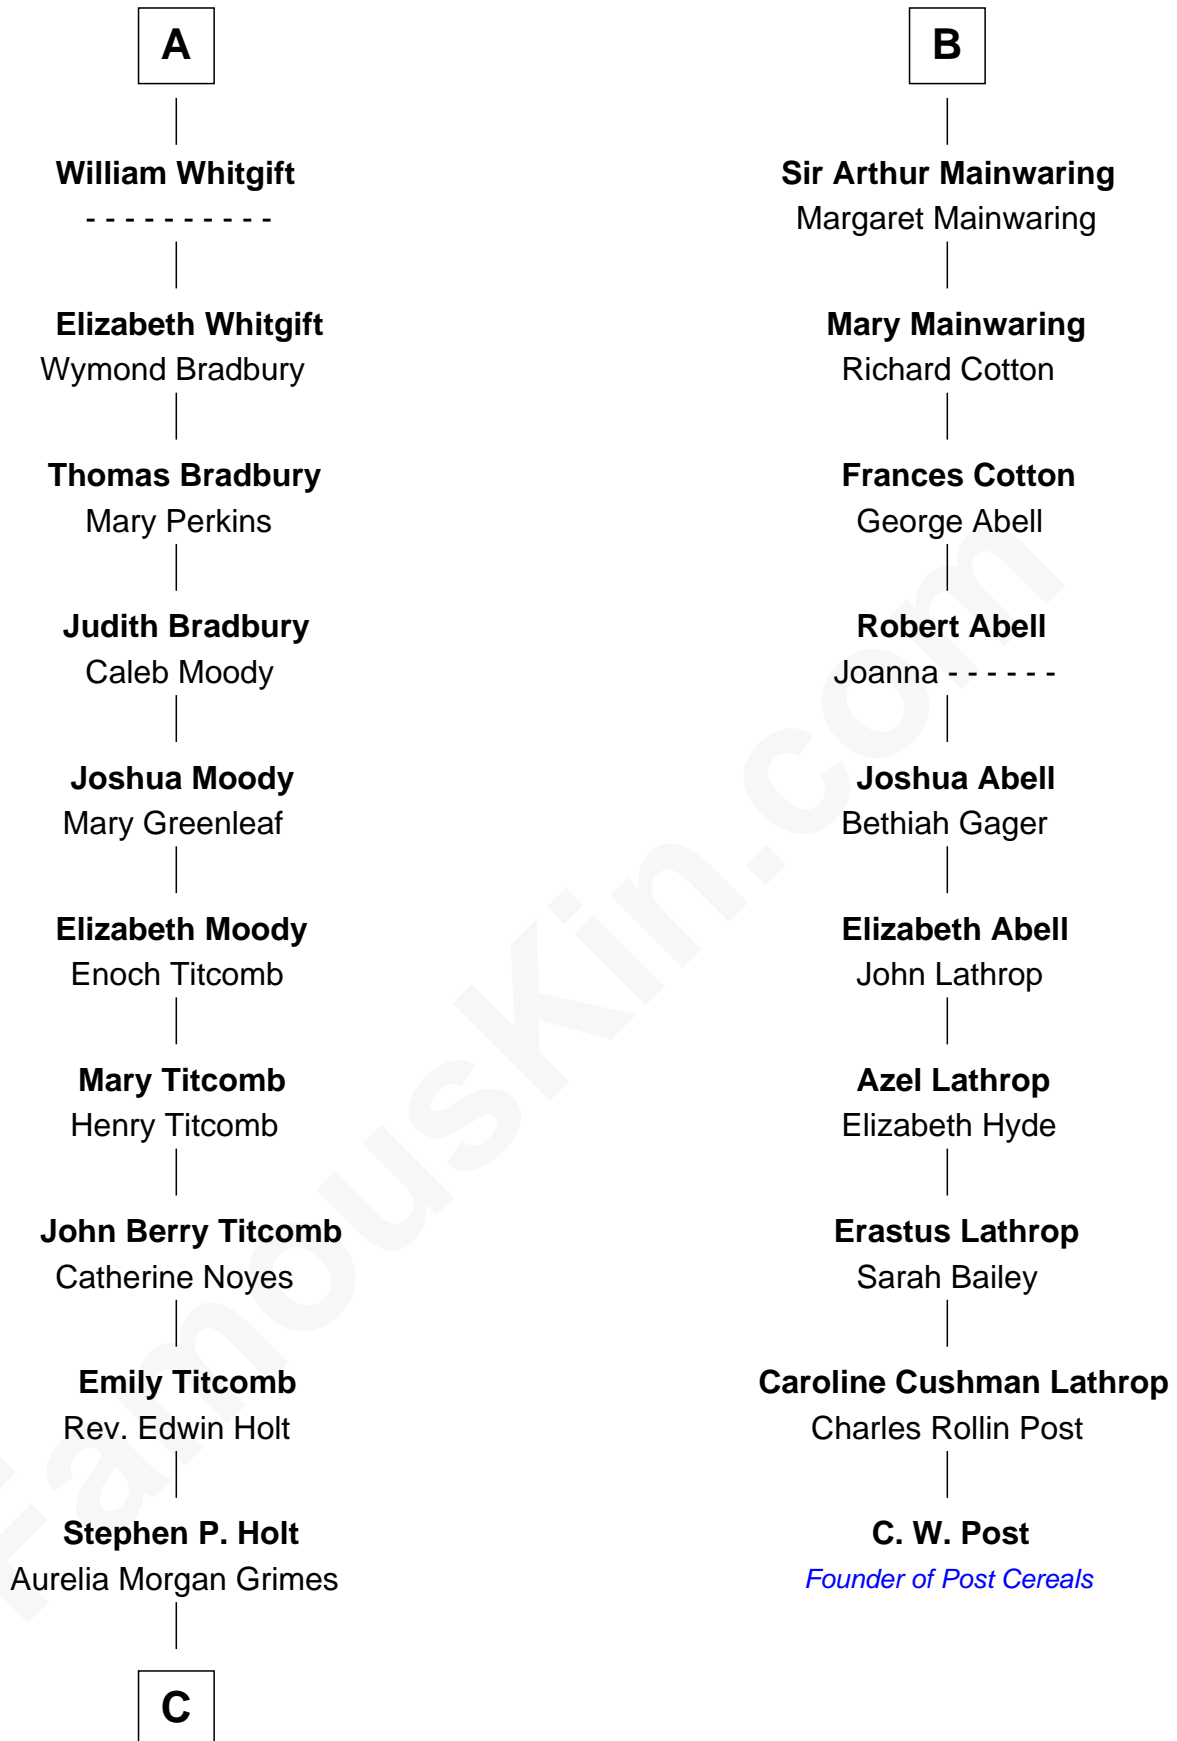 A
William Whitgift
- - - - - - - - - -
Elizabeth Whitgift
Wymond Bradbury
Thomas Bradbury
Mary Perkins
Judith Bradbury
Caleb Moody
Joshua Moody
Mary Greenleaf
Elizabeth Moody
Enoch Titcomb
Mary Titcomb
Henry Titcomb
John Berry Titcomb
Catherine Noyes
Emily Titcomb
Rev. Edwin Holt
Stephen P. Holt
Aurelia Morgan Grimes
C
B
Sir Arthur Mainwaring
Margaret Mainwaring
Mary Mainwaring
Richard Cotton
Frances Cotton
George Abell
Robert Abell
Joanna - - - - - -
Joshua Abell
Bethiah Gager
Elizabeth Abell
John Lathrop
Azel Lathrop
Elizabeth Hyde
Erastus Lathrop
Sarah Bailey
Caroline Cushman Lathrop
Charles Rollin Post
C. W. Post
Founder of Post Cereals
FamousKin.com